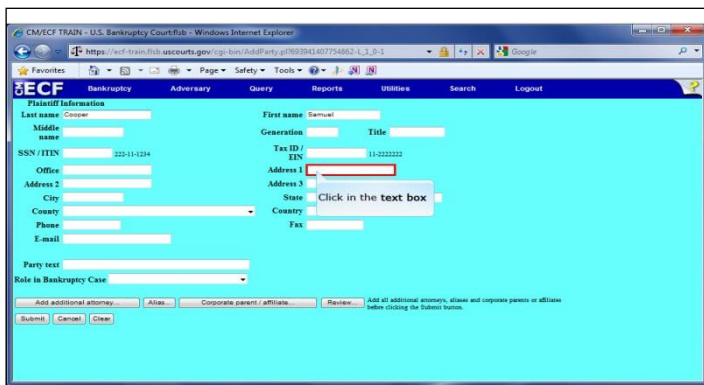 CM/ECF TRAIN - U.S. Bankruptcy Court:flsb - Windows Internet Explorer
https://ecf-train.flsb.uscourts.gov/cgi-bin/AddParty.pl?693941407754862-L_1_0-1 Google
Favorites Page Safety Tools
ECF Bankruptcy Adversary Query Reports Utilities Search Logout ?
Plaintiff Information
Last name Cooper First name Samuel
Middle name Generation Title
SSN / ITIN 222-11-1234 Tax ID / EIN 11-2222222
Office Address 1
Address 2 Address 3
City State
Click in the text box
County Country
Phone Fax
E-mail
Party text
Role in Bankruptcy Case
Add additional attorney... Alias... Corporate parent / affiliate... Review... Add all additional attorneys, aliases and corporate parents or affiliates
before clicking the Submit button.
Submit Cancel Clear